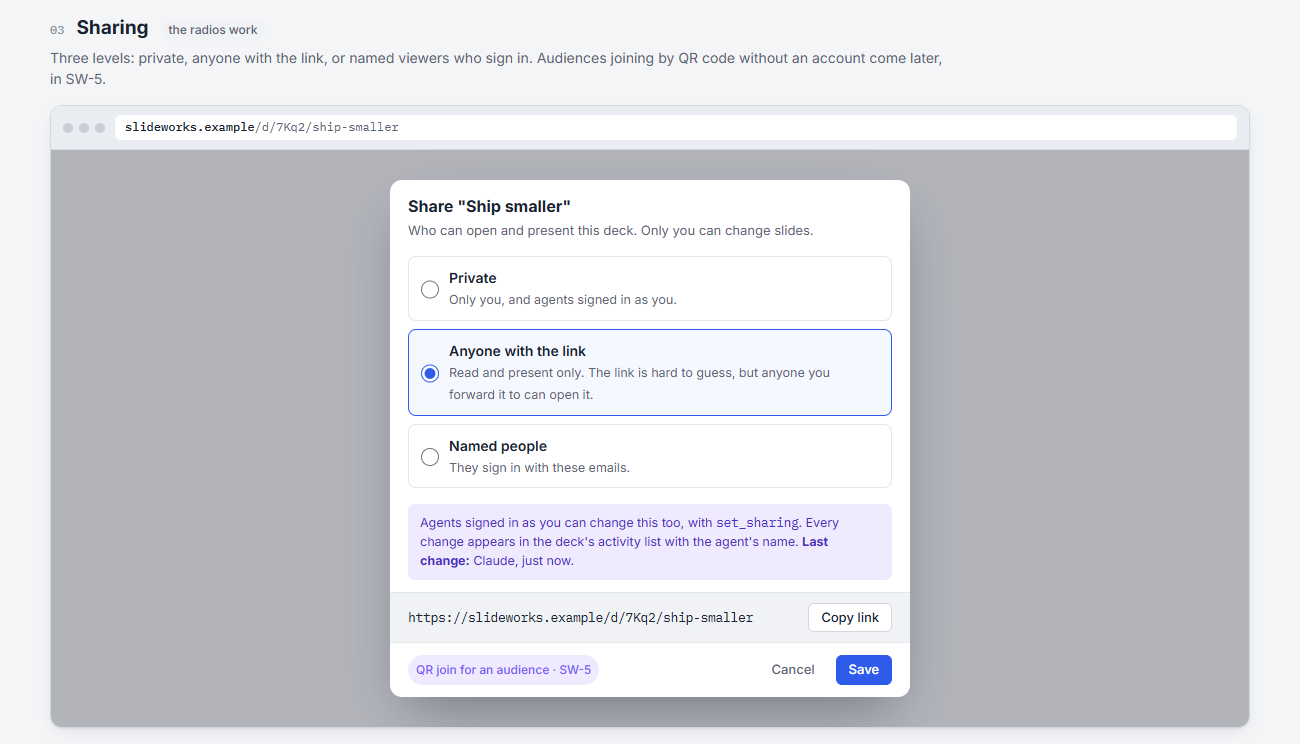 03 Sharing the radios work
Three levels: private, anyone with the link, or named viewers who sign in. Audiences joining by QR code without an account come later,
in SW-5.
slideworks.example/d/7Kq2/ship-smaller
Share "Ship smaller"
Who can open and present this deck. Only you can change slides.
Private
Only you, and agents signed in as you.
Anyone with the link
Read and present only. The link is hard to guess, but anyone you
forward it to can open it.
Named people
They sign in with these emails.
Agents signed in as you can change this too, with set_sharing. Every
change appears in the deck's activity list with the agent's name. Last
change: Claude, just now.
https://slideworks.example/d/7Kq2/ship-smaller Copy link
QR join for an audience · SW-5 Cancel Save